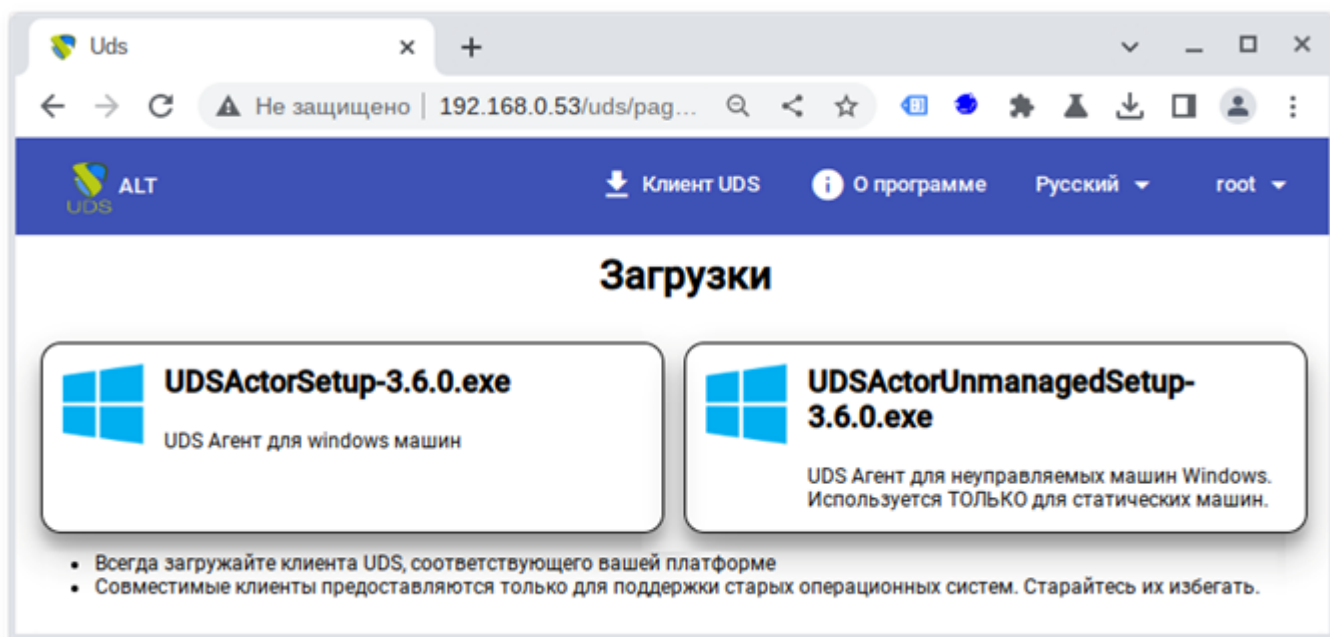 Uds
Не защищено | 192.168.0.53/uds/pag...
UDS
ALT
Клиент UDS
О программе
Русский
root
Загрузки
UDSActorSetup-3.6.0.exe
UDS Агент для windows машин
UDSActorUnmanagedSetup-
3.6.0.exe
UDS Агент для неуправляемых машин Windows.
Используется ТОЛЬКО для статических машин.
• Всегда загружайте клиента UDS, соответствующего вашей платформе
• Совместимые клиенты предоставляются только для поддержки старых операционных систем. Старайтесь их избегать.